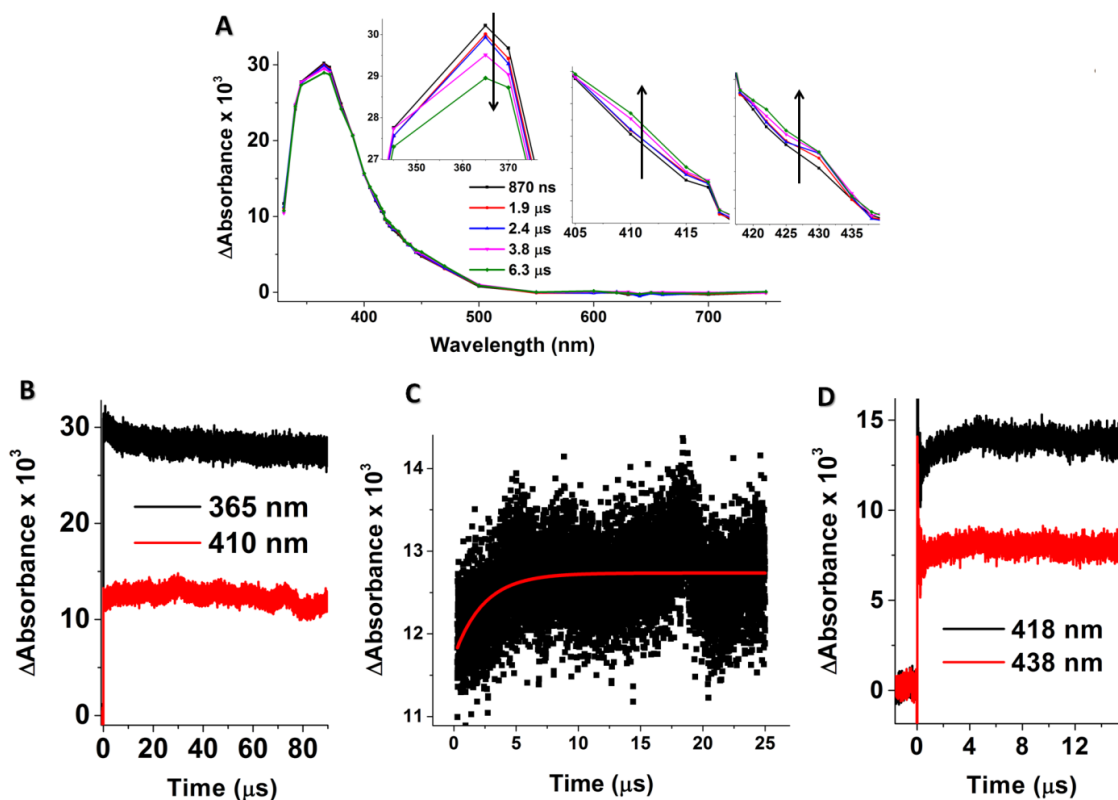 A
ΔAbsorbance x 10³
30
20
10
0
400
500
600
700
Wavelength (nm)
30
29
28
27
350
360
370
870 ns
1.9 μs
2.4 μs
3.8 μs
6.3 μs
405
411
417
420
425
430
435
B
ΔAbsorbance x 10³
30
20
10
0
365 nm
410 nm
0
20
40
60
80
Time (μs)
C
ΔAbsorbance x 10³
14
13
12
11
0
5
10
15
20
25
Time (μs)
D
ΔAbsorbance x 10³
15
10
5
0
418 nm
438 nm
0
4
8
12
Time (μs)